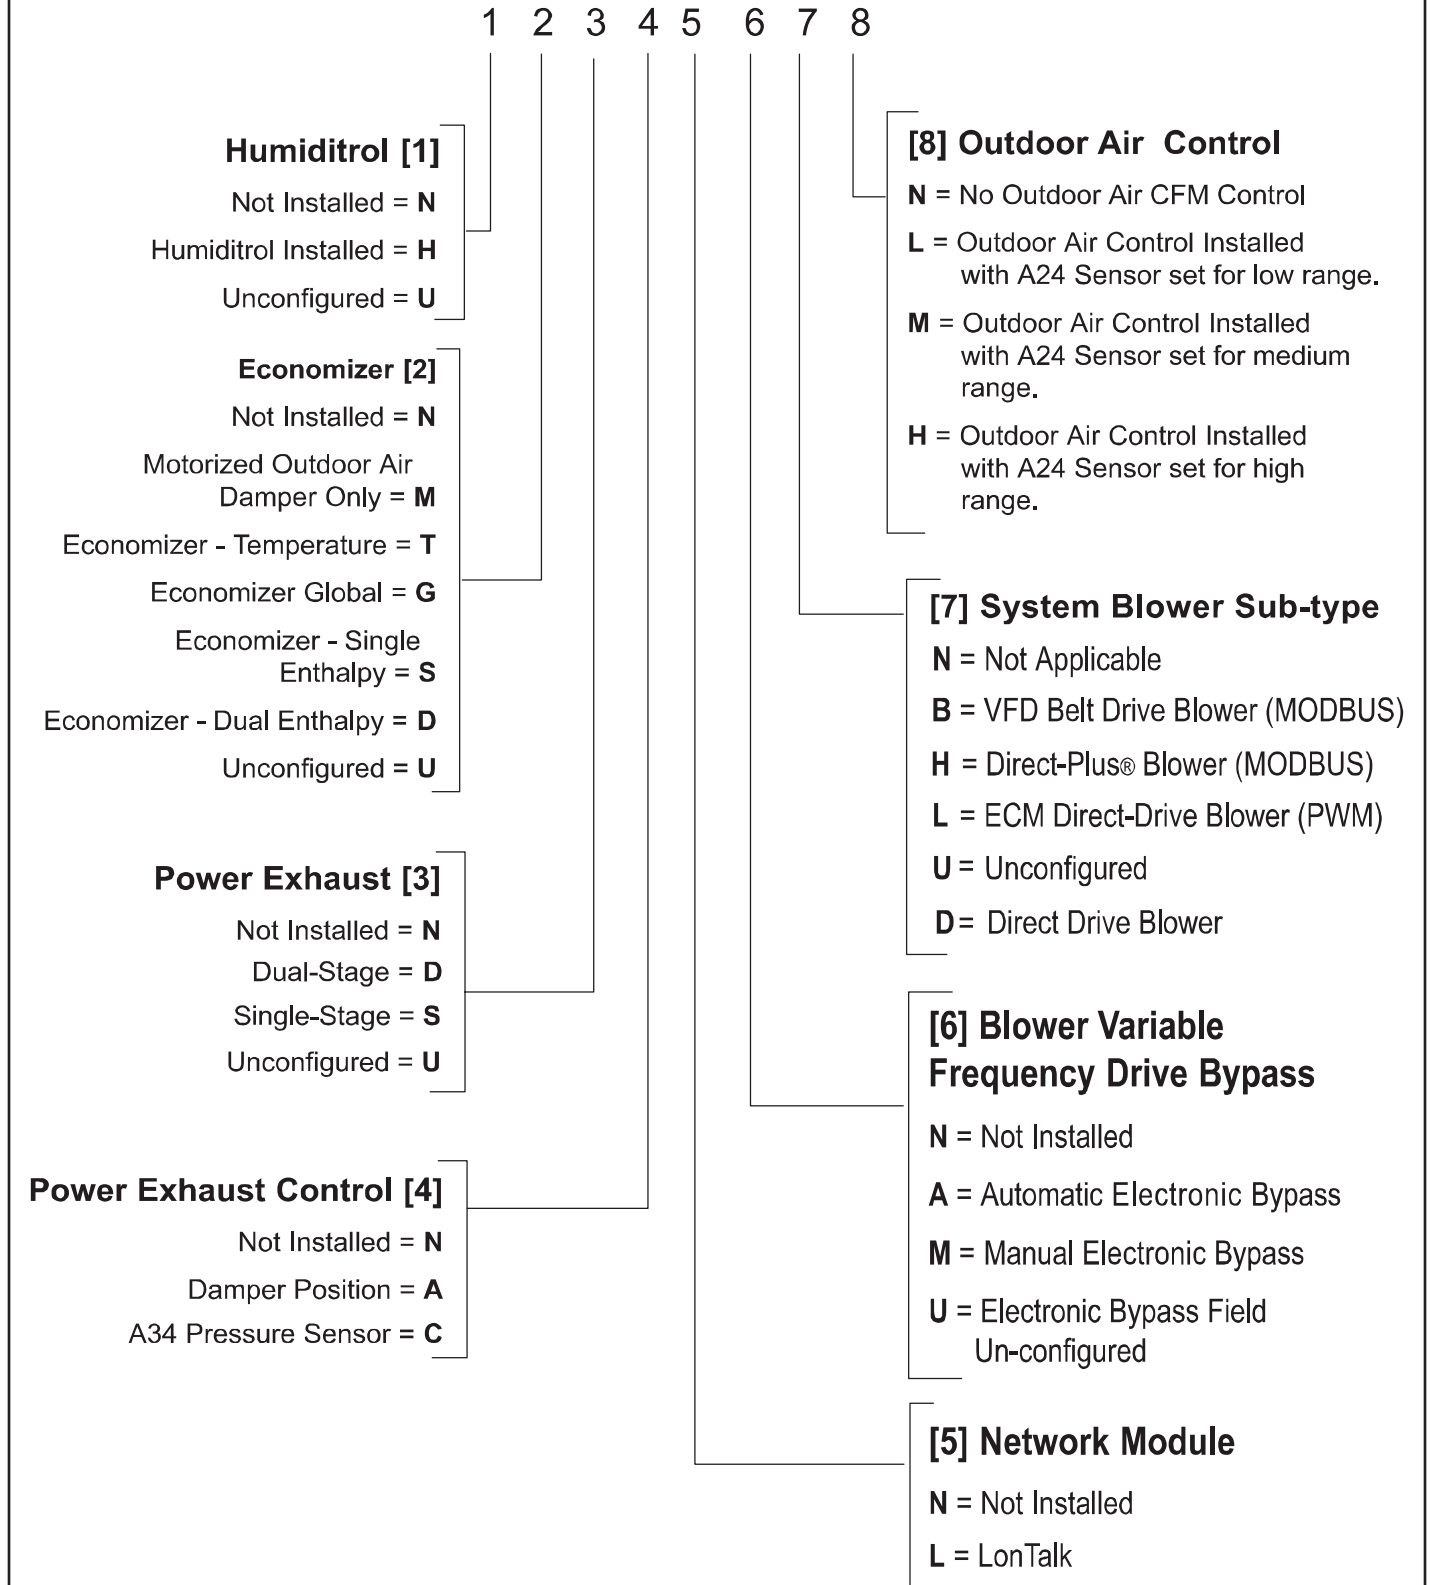 1 2 3 4 5 6 7 8
Humiditrol [1]
Not Installed = N
Humiditrol Installed = H
Unconfigured = U
Economizer [2]
Not Installed = N
Motorized Outdoor Air
Damper Only = M
Economizer - Temperature = T
Economizer Global = G
Economizer - Single
Enthalpy = S
Economizer - Dual Enthalpy = D
Unconfigured = U
Power Exhaust [3]
Not Installed = N
Dual-Stage = D
Single-Stage = S
Unconfigured = U
Power Exhaust Control [4]
Not Installed = N
Damper Position = A
A34 Pressure Sensor = C
[8] Outdoor Air Control
N = No Outdoor Air CFM Control
L = Outdoor Air Control Installed
with A24 Sensor set for low range.
M = Outdoor Air Control Installed
with A24 Sensor set for medium
range.
H = Outdoor Air Control Installed
with A24 Sensor set for high
range.
[7] System Blower Sub-type
N = Not Applicable
B = VFD Belt Drive Blower (MODBUS)
H = Direct-Plus® Blower (MODBUS)
L = ECM Direct-Drive Blower (PWM)
U = Unconfigured
D = Direct Drive Blower
[6] Blower Variable
Frequency Drive Bypass
N = Not Installed
A = Automatic Electronic Bypass
M = Manual Electronic Bypass
U = Electronic Bypass Field
Un-configured
[5] Network Module
N = Not Installed
L = LonTalk